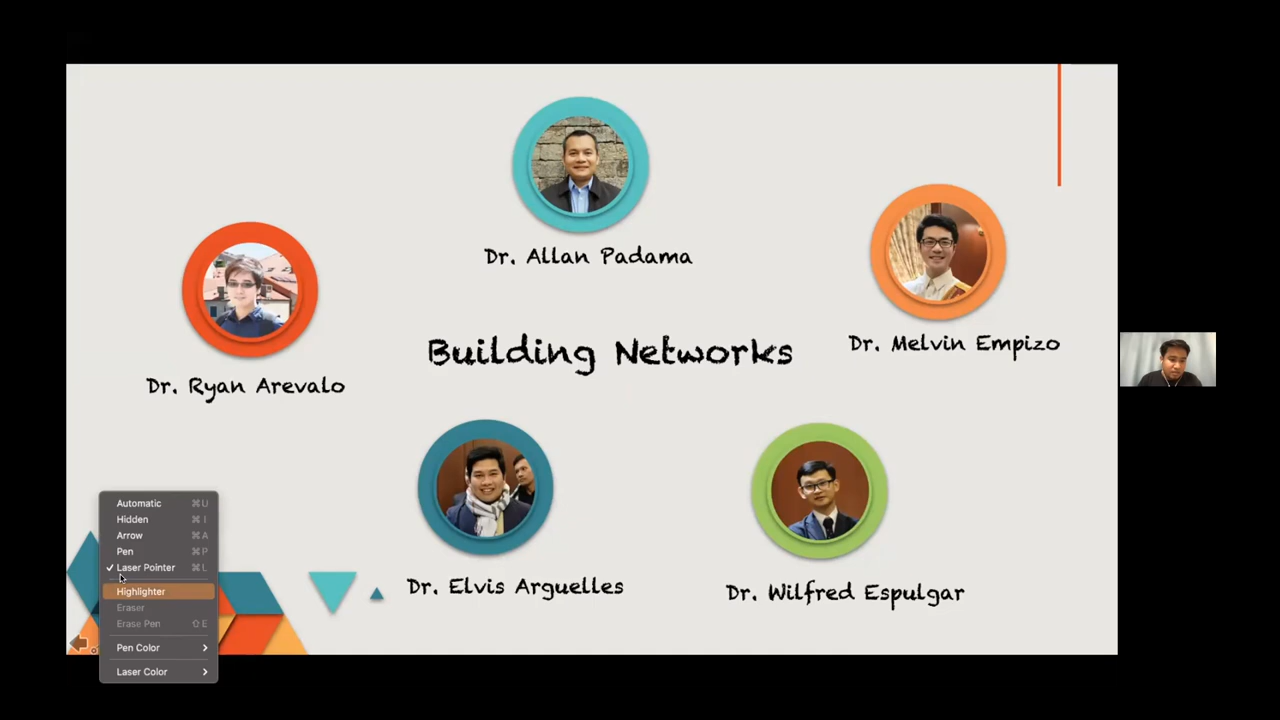 Dr. Allan Padama
Dr. Melvin Empizo
Building Networks
Dr. Ryan Arevalo
Dr. Elvis Arguelles
Dr. Wilfred Espulgar
Automatic ⌘U
Hidden ⌘I
Arrow ⌘A
Pen ⌘P
✓ Laser Pointer ⌘L
Highlighter
Eraser
Erase Pen ⇧E
Pen Color
Laser Color